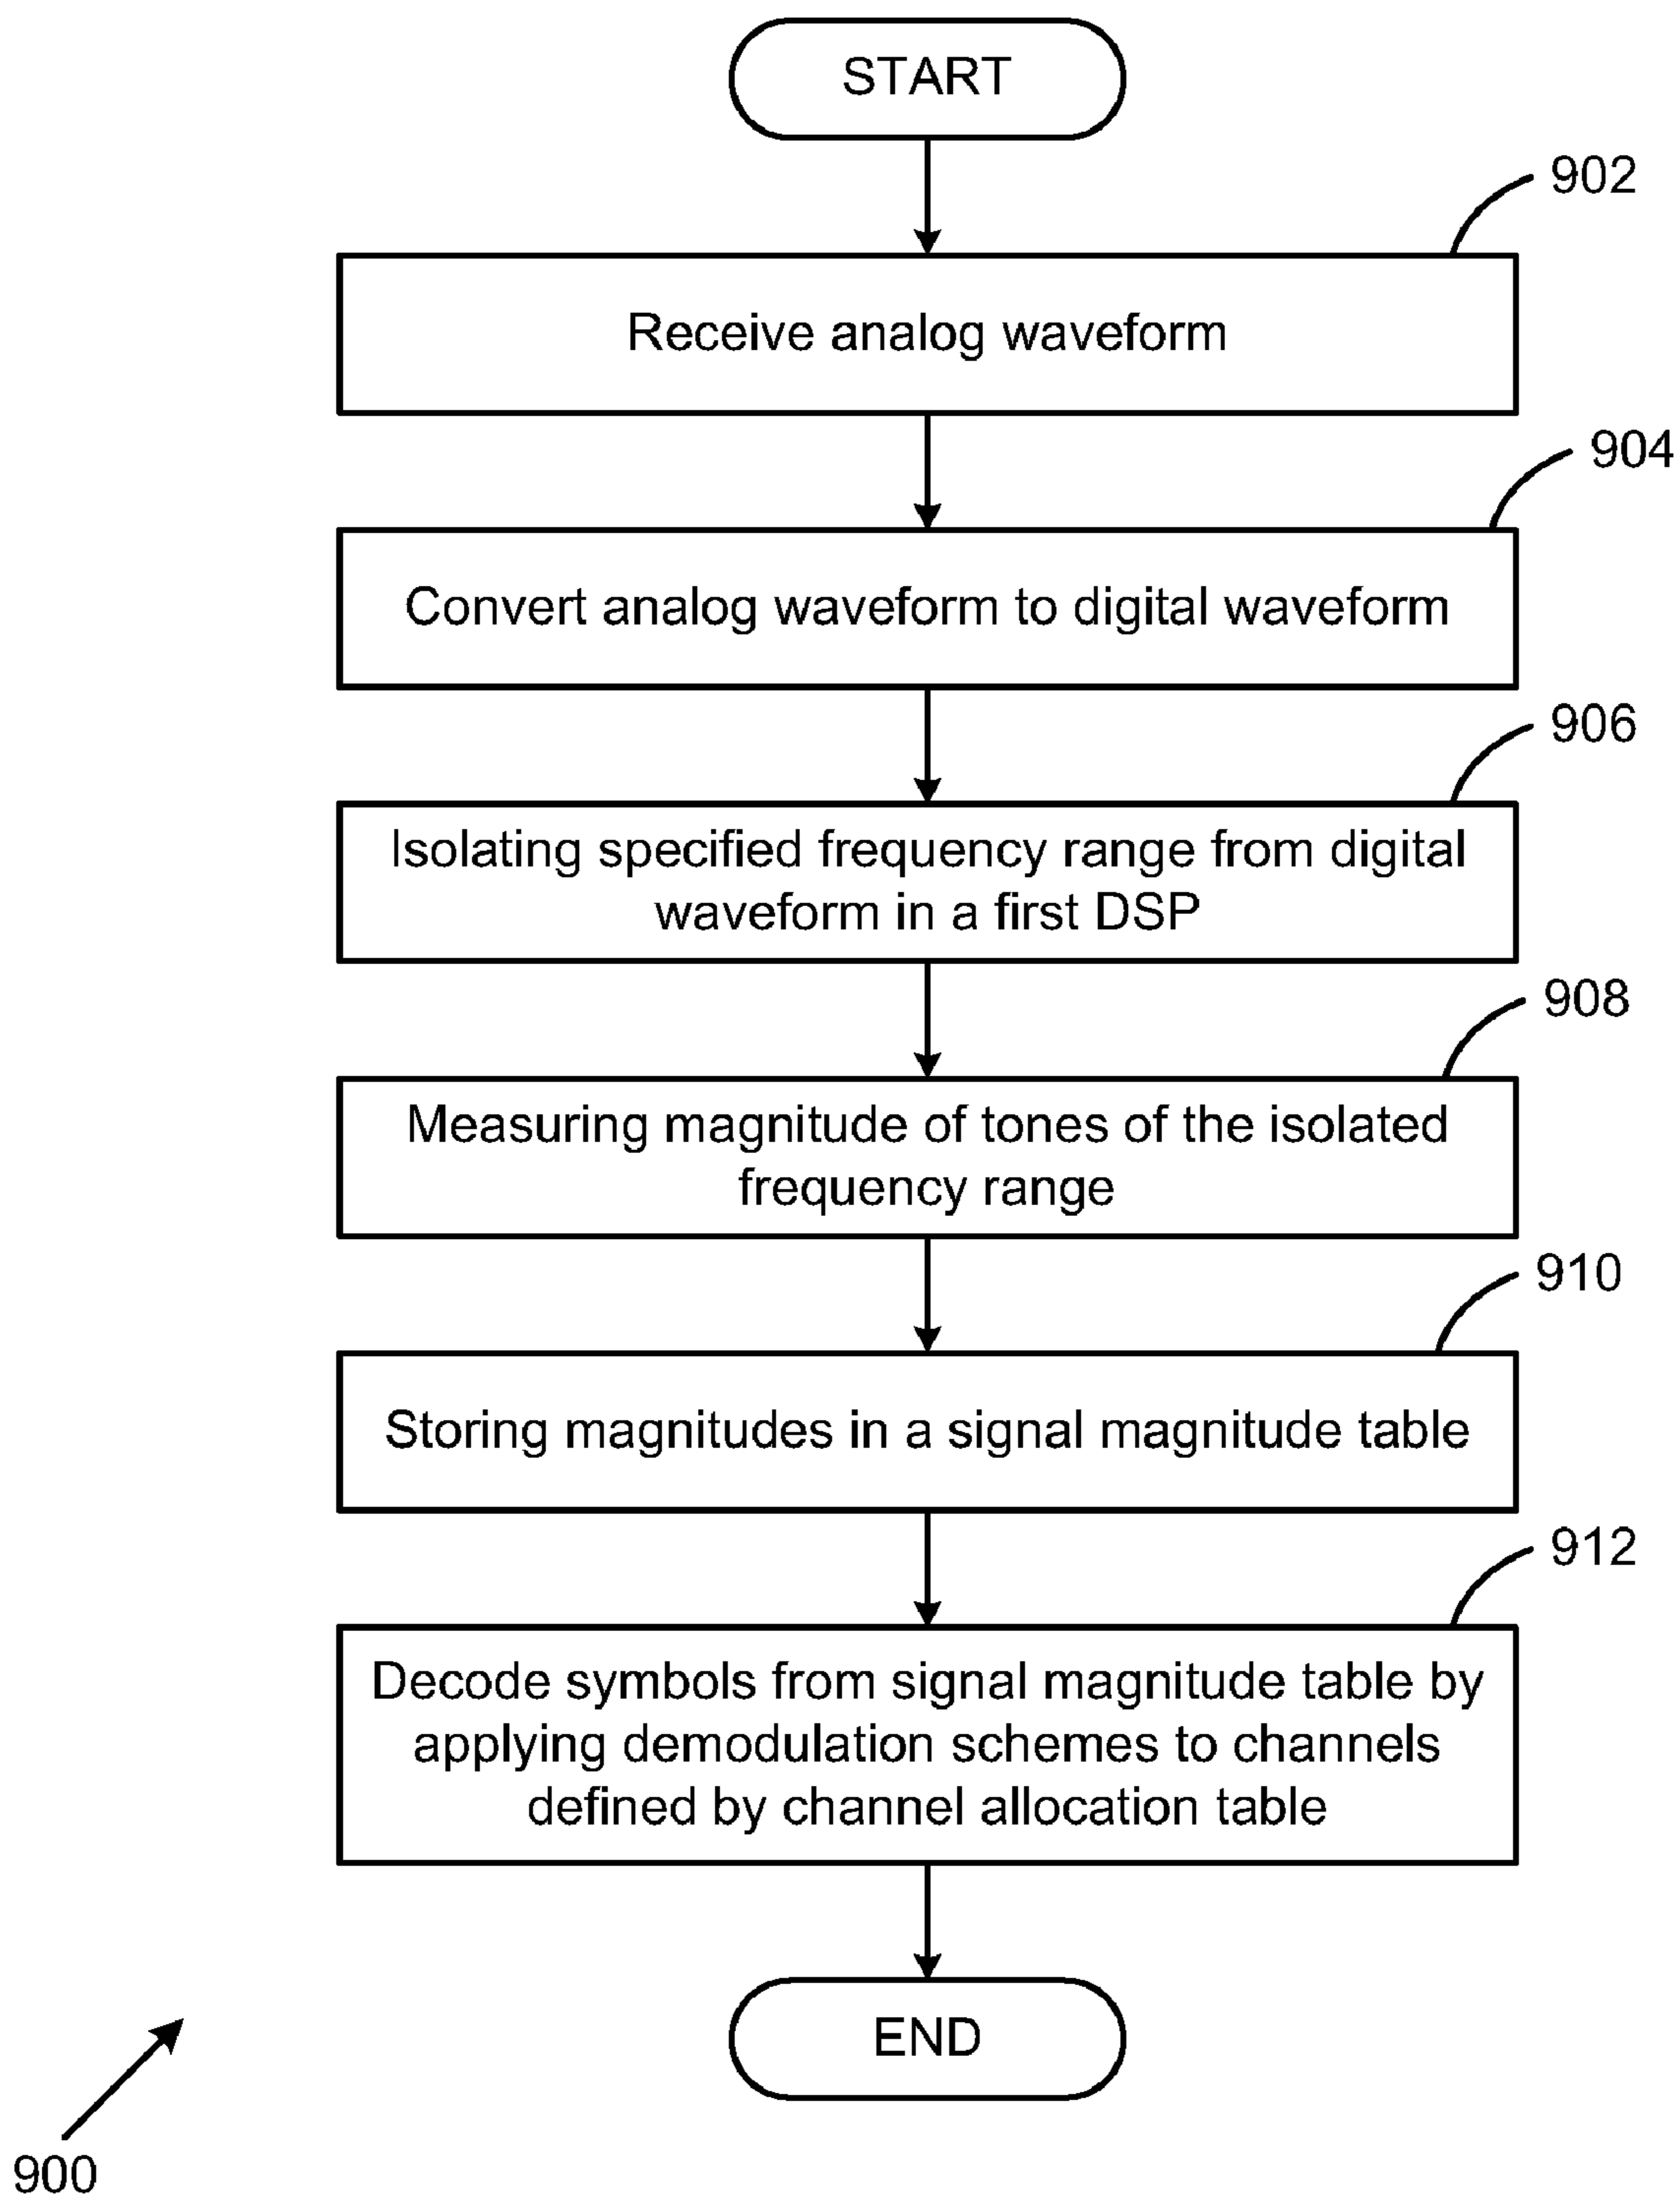 START
902
Receive analog waveform
904
Convert analog waveform to digital waveform
906
Isolating specified frequency range from digital
waveform in a first DSP
908
Measuring magnitude of tones of the isolated
frequency range
910
Storing magnitudes in a signal magnitude table
912
Decode symbols from signal magnitude table by
applying demodulation schemes to channels
defined by channel allocation table
END
900